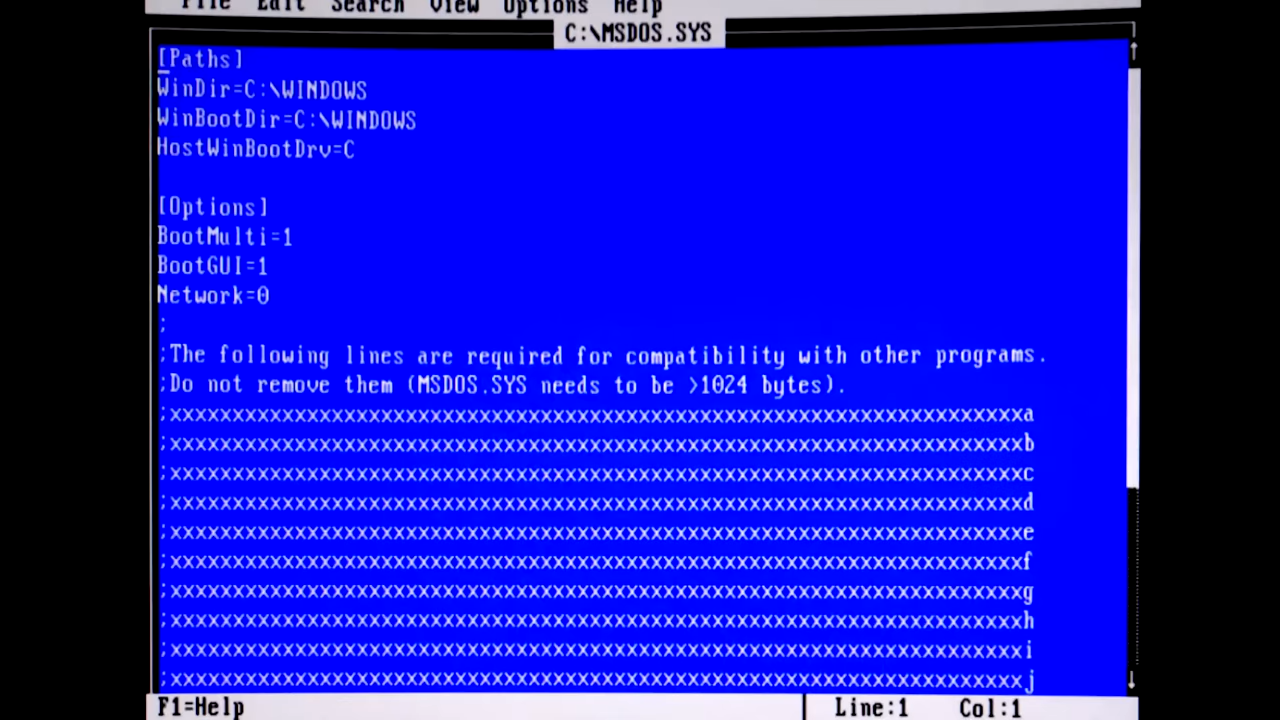 File Edit Search View Options Help
C:\MSDOS.SYS
[Paths]
WinDir=C:\WINDOWS
WinBootDir=C:\WINDOWS
HostWinBootDrv=C
[Options]
BootMulti=1
BootGUI=1
Network=0
;
;The following lines are required for compatibility with other programs.
;Do not remove them (MSDOS.SYS needs to be >1024 bytes).
;xxxxxxxxxxxxxxxxxxxxxxxxxxxxxxxxxxxxxxxxxxxxxxxxxxxxxxxxxxxxxxxxxxxxxa
;xxxxxxxxxxxxxxxxxxxxxxxxxxxxxxxxxxxxxxxxxxxxxxxxxxxxxxxxxxxxxxxxxxxxxb
;xxxxxxxxxxxxxxxxxxxxxxxxxxxxxxxxxxxxxxxxxxxxxxxxxxxxxxxxxxxxxxxxxxxxxc
;xxxxxxxxxxxxxxxxxxxxxxxxxxxxxxxxxxxxxxxxxxxxxxxxxxxxxxxxxxxxxxxxxxxxxd
;xxxxxxxxxxxxxxxxxxxxxxxxxxxxxxxxxxxxxxxxxxxxxxxxxxxxxxxxxxxxxxxxxxxxxe
;xxxxxxxxxxxxxxxxxxxxxxxxxxxxxxxxxxxxxxxxxxxxxxxxxxxxxxxxxxxxxxxxxxxxxf
;xxxxxxxxxxxxxxxxxxxxxxxxxxxxxxxxxxxxxxxxxxxxxxxxxxxxxxxxxxxxxxxxxxxxxg
;xxxxxxxxxxxxxxxxxxxxxxxxxxxxxxxxxxxxxxxxxxxxxxxxxxxxxxxxxxxxxxxxxxxxxh
;xxxxxxxxxxxxxxxxxxxxxxxxxxxxxxxxxxxxxxxxxxxxxxxxxxxxxxxxxxxxxxxxxxxxxi
;xxxxxxxxxxxxxxxxxxxxxxxxxxxxxxxxxxxxxxxxxxxxxxxxxxxxxxxxxxxxxxxxxxxxxj
F1=Help Line:1 Col:1